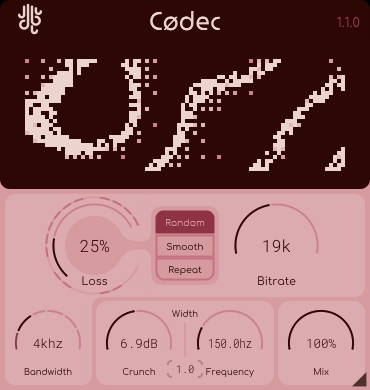 Cødec
1.1.0
Random
Smooth
Repeat
25%
Loss
19k
Bitrate
4khz
Bandwidth
6.9dB
Crunch
Width
1.0
150.0hz
Frequency
100%
Mix